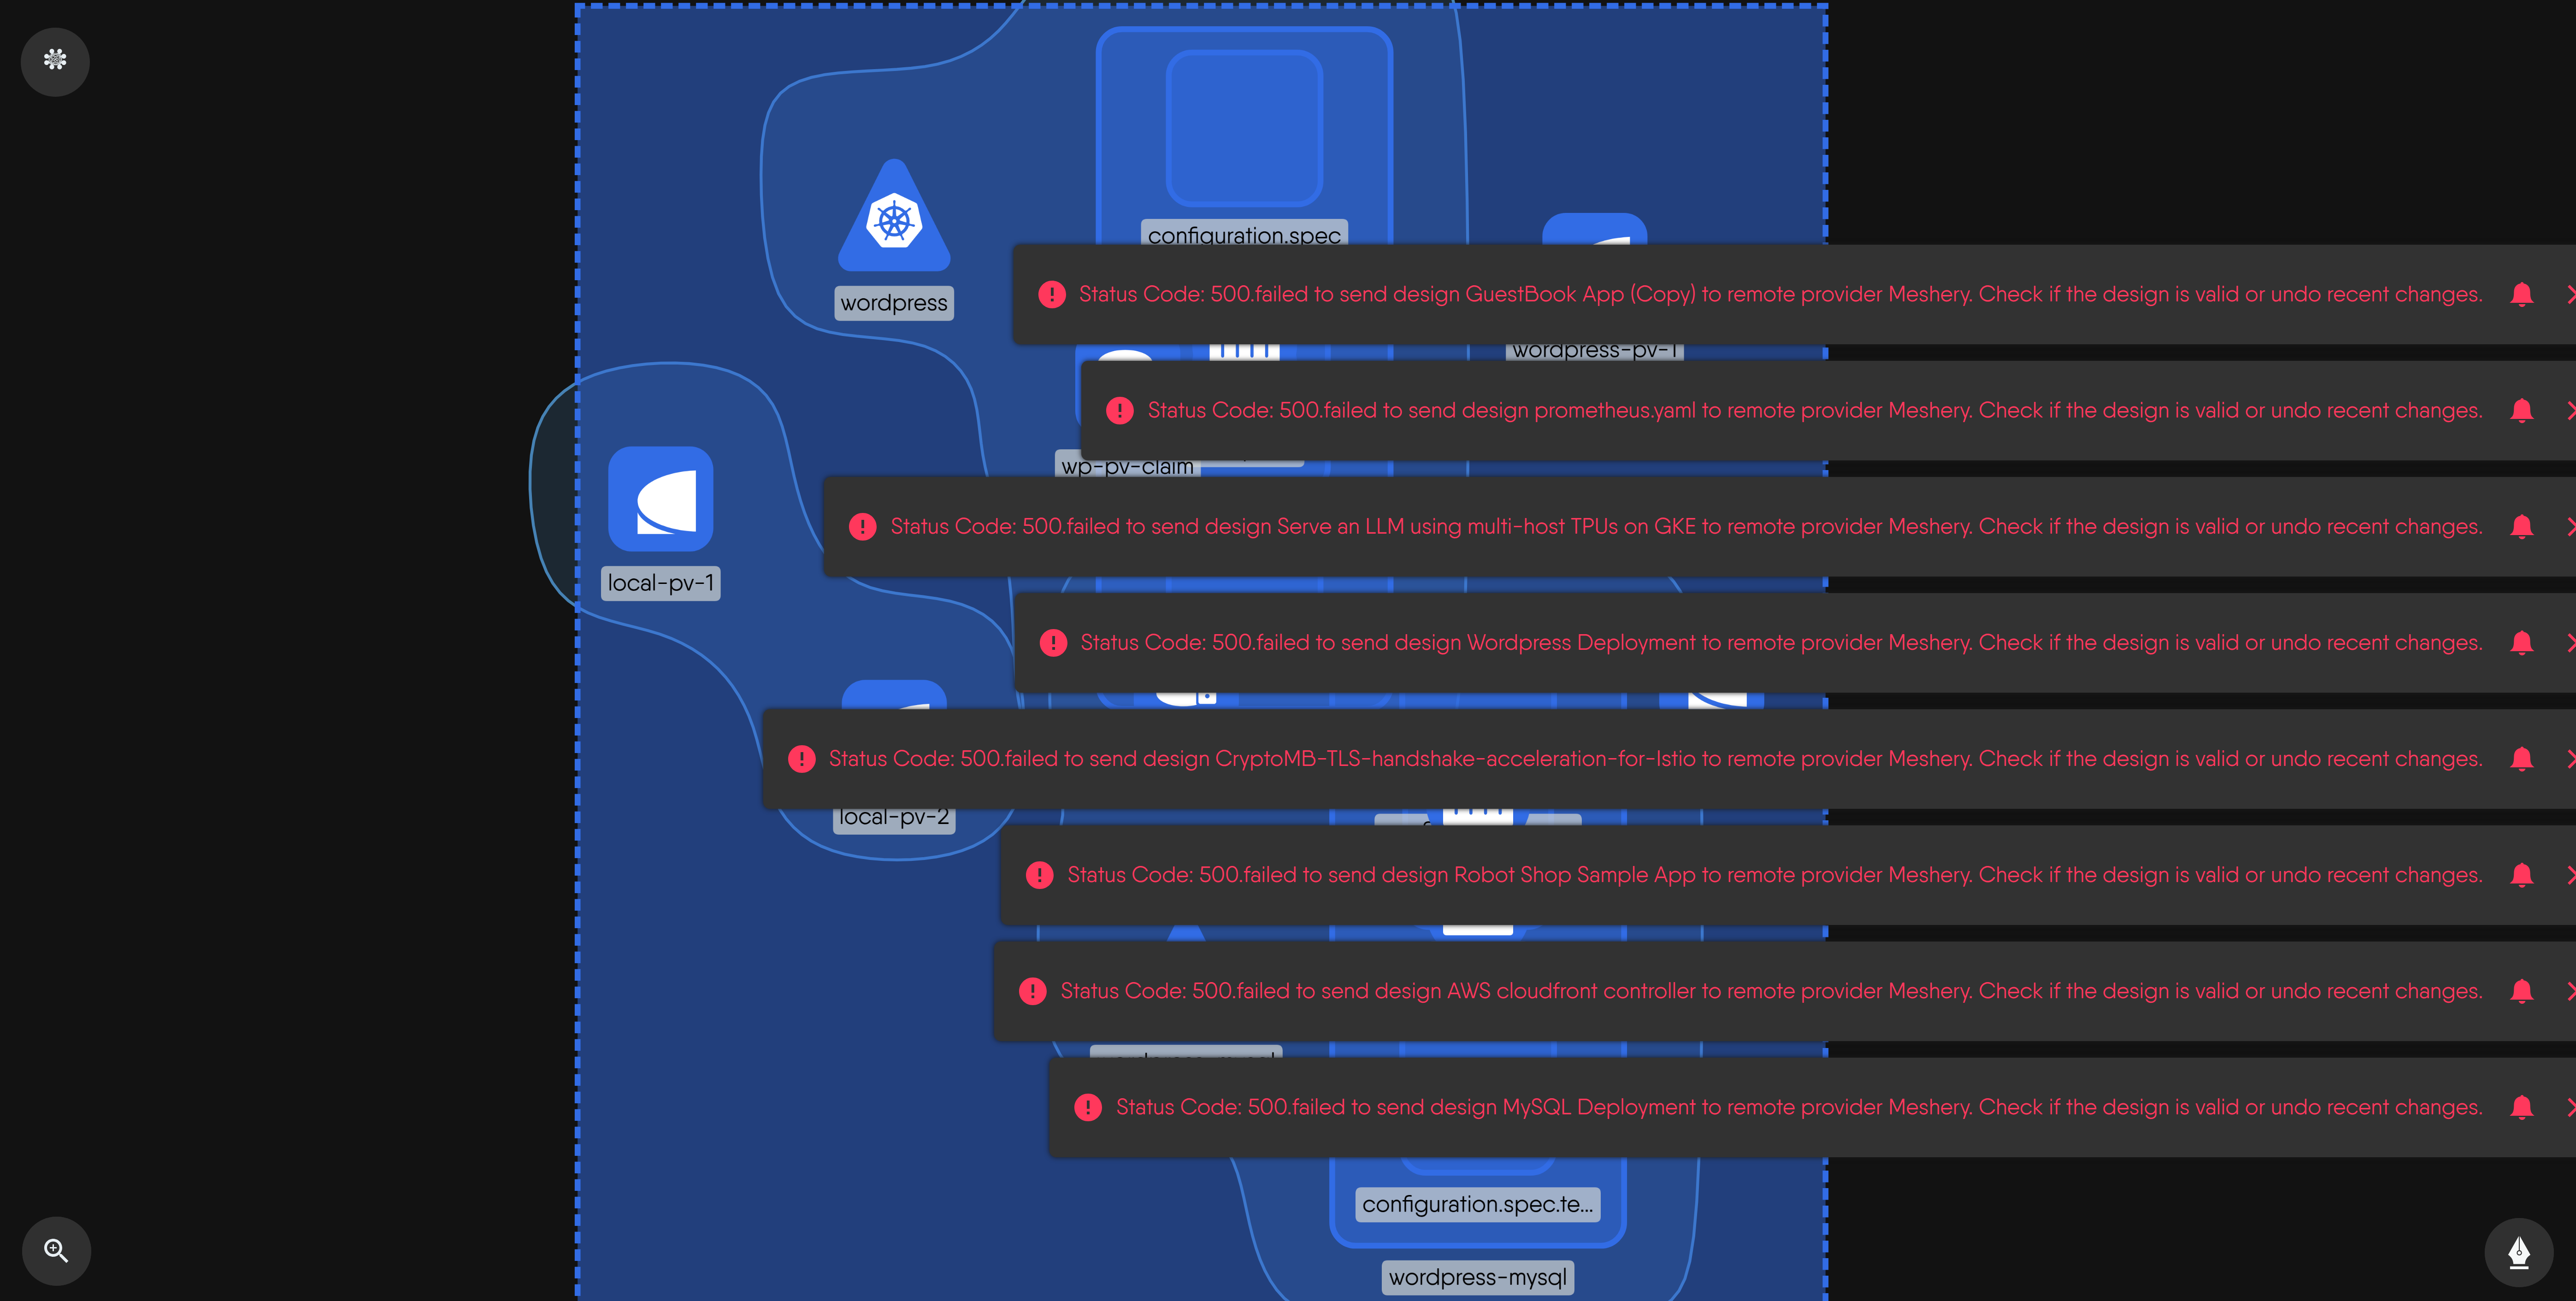 configuration.spec
wordpress
Status Code: 500.failed to send design GuestBook App (Copy) to remote provider Meshery. Check if the design is valid or undo recent changes.
wordpress-pv-1
Status Code: 500.failed to send design prometheus.yaml to remote provider Meshery. Check if the design is valid or undo recent changes.
wp-pv-claim
Status Code: 500.failed to send design Serve an LLM using multi-host TPUs on GKE to remote provider Meshery. Check if the design is valid or undo recent changes.
local-pv-1
Status Code: 500.failed to send design Wordpress Deployment to remote provider Meshery. Check if the design is valid or undo recent changes.
Status Code: 500.failed to send design CryptoMB-TLS-handshake-acceleration-for-Istio to remote provider Meshery. Check if the design is valid or undo recent changes.
local-pv-2
Status Code: 500.failed to send design Robot Shop Sample App to remote provider Meshery. Check if the design is valid or undo recent changes.
Status Code: 500.failed to send design AWS cloudfront controller to remote provider Meshery. Check if the design is valid or undo recent changes.
Status Code: 500.failed to send design MySQL Deployment to remote provider Meshery. Check if the design is valid or undo recent changes.
configuration.spec.te...
wordpress-mysql